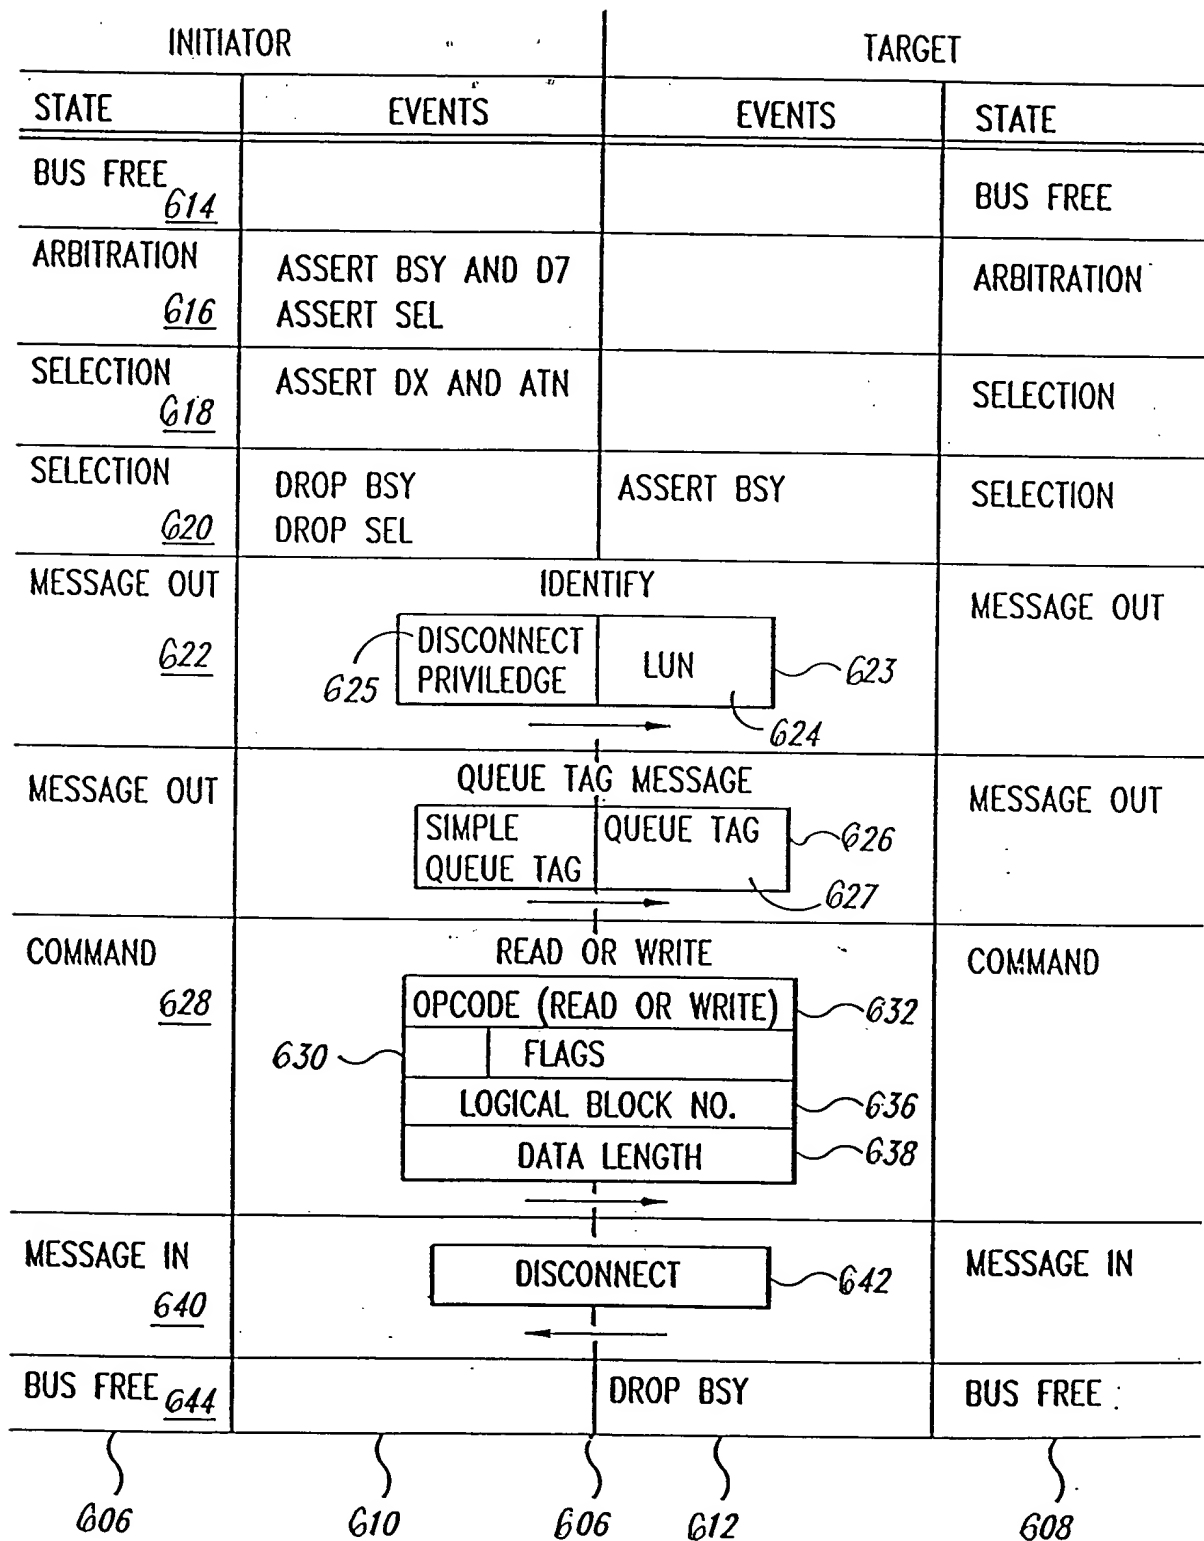 INITIATOR
TARGET
STATE
EVENTS
EVENTS
STATE
BUS FREE
614
BUS FREE
ARBITRATION
616
ASSERT BSY AND D7
ASSERT SEL
ARBITRATION
SELECTION
618
ASSERT DX AND ATN
SELECTION
SELECTION
620
DROP BSY
DROP SEL
ASSERT BSY
SELECTION
MESSAGE OUT
622
IDENTIFY
DISCONNECT
PRIVILEDGE
LUN
625
623
624
MESSAGE OUT
MESSAGE OUT
QUEUE TAG MESSAGE
SIMPLE
QUEUE TAG
QUEUE TAG
626
627
MESSAGE OUT
COMMAND
628
READ OR WRITE
OPCODE (READ OR WRITE)
632
630
FLAGS
LOGICAL BLOCK NO.
636
DATA LENGTH
638
COMMAND
MESSAGE IN
640
DISCONNECT
642
MESSAGE IN
BUS FREE
644
DROP BSY
BUS FREE
606
610
606
612
608